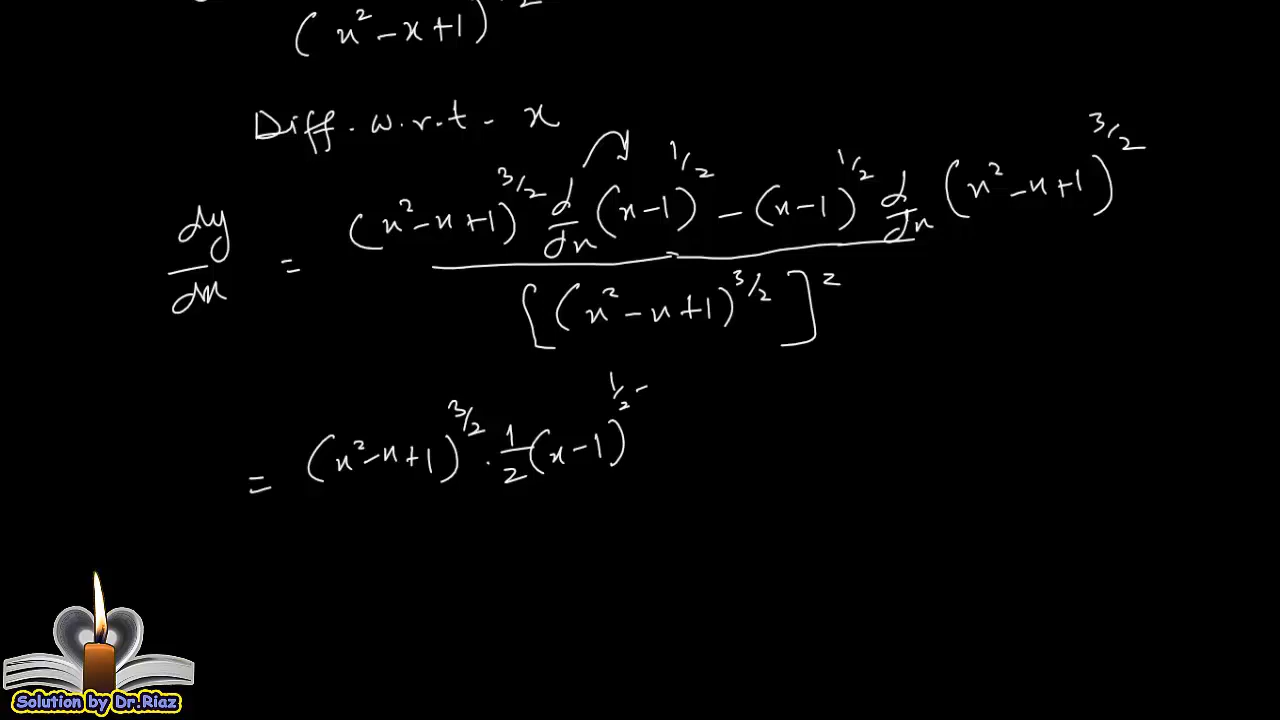 (x² - x + 1)^3/2
Diff. w.r.t. x
dy/dx = ((x² - x + 1)^3/2 d/dx (x - 1)^1/2 - (x - 1)^1/2 d/dx (x² - x + 1)^3/2) / [(x² - x + 1)^3/2]²
= (x² - x + 1)^3/2 . 1/2 (x - 1)^1/2 -
Solution by Dr.Riaz